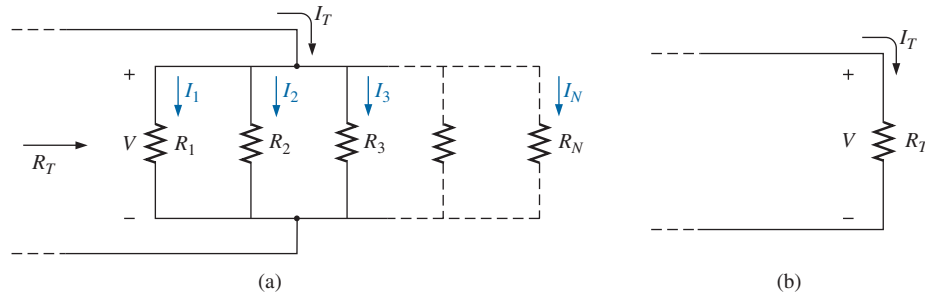 I_T
I_T
+
+
I_1 I_2 I_3 I_N
V R_1 R_2 R_3 R_N
V R_T
R_T
−
−
(a)
(b)